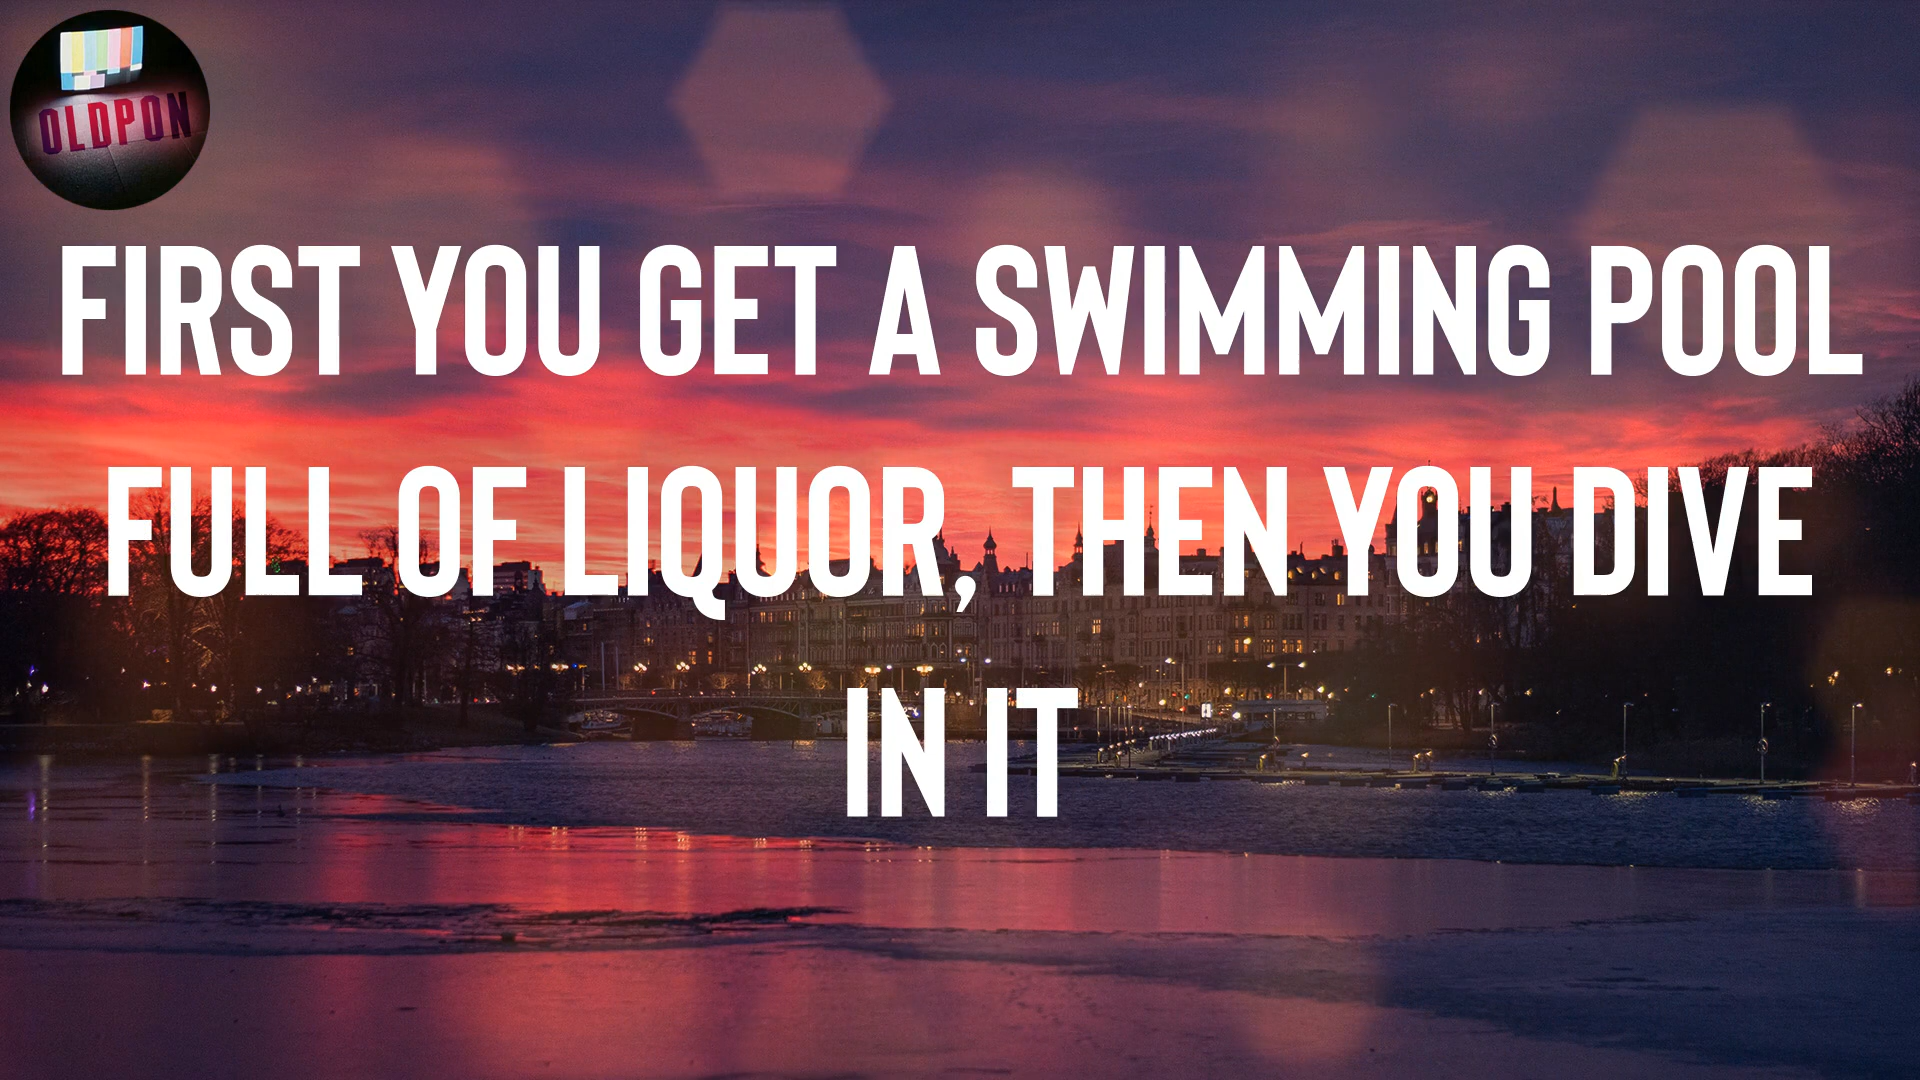 OLDPON
FIRST YOU GET A SWIMMING POOL
FULL OF LIQUOR, THEN YOU DIVE
IN IT